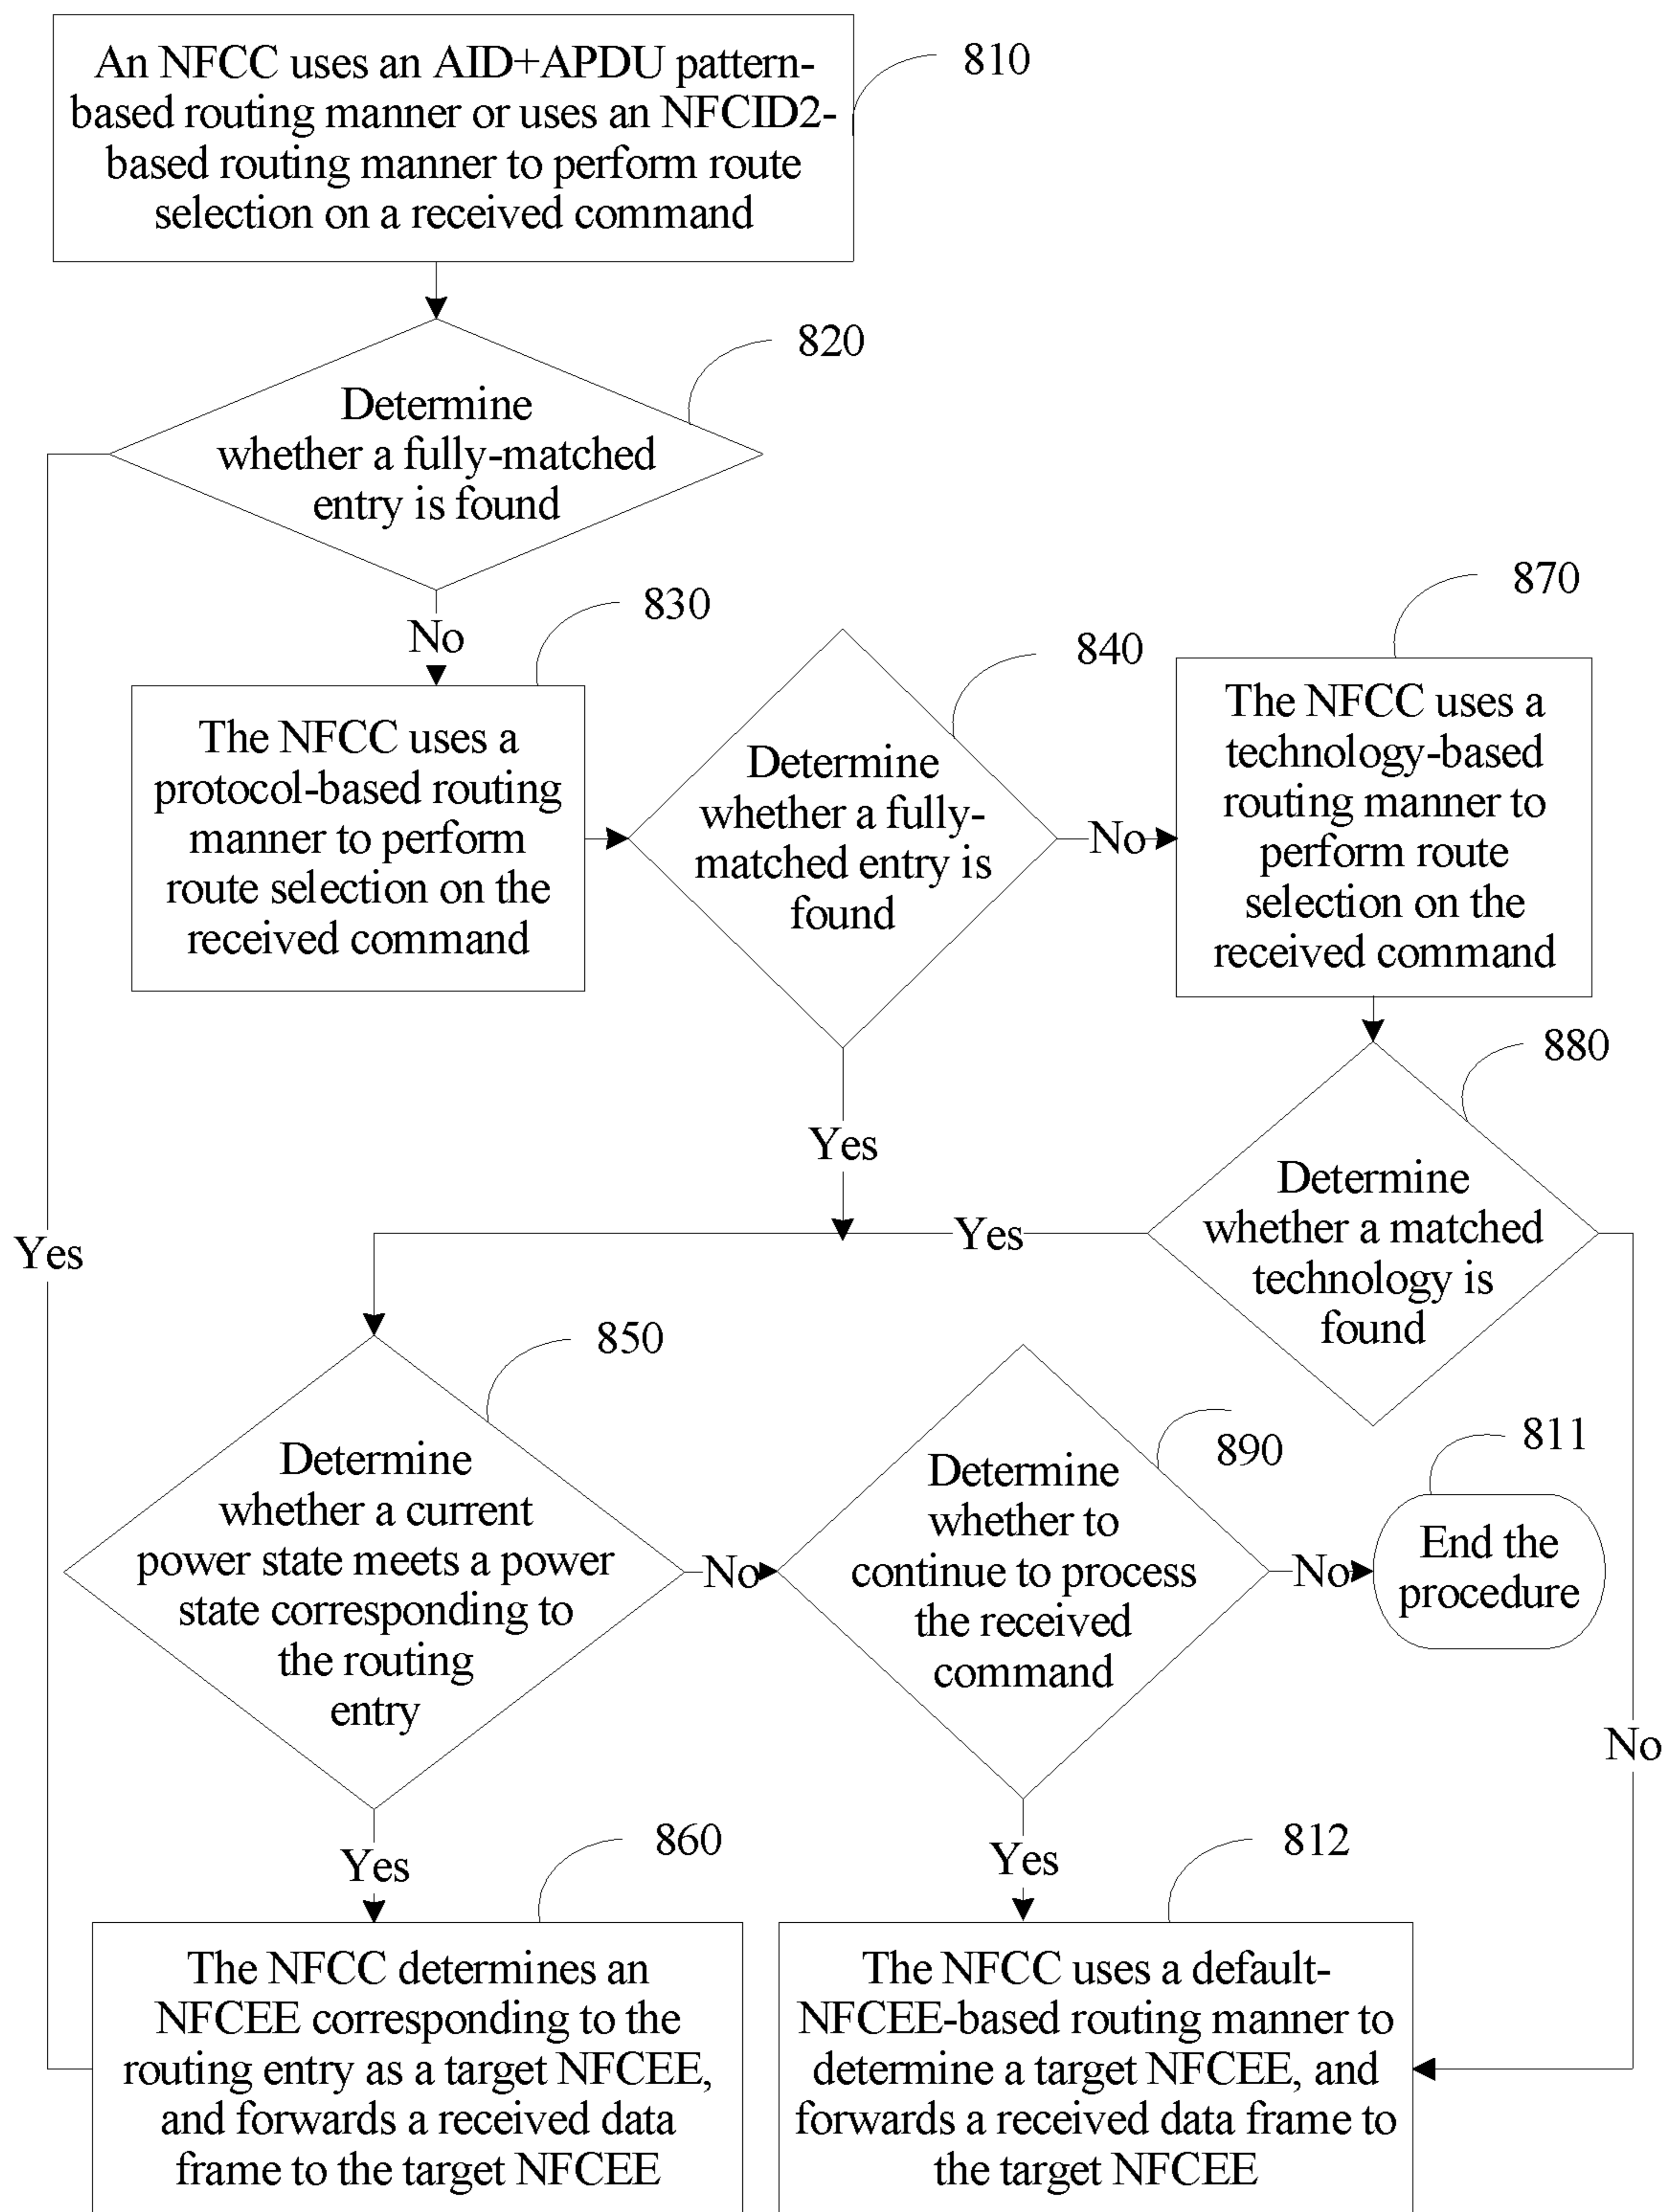 An NFCC uses an AID+APDU pattern-
based routing manner or uses an NFCID2-
based routing manner to perform route
selection on a received command
810
820
Determine
whether a fully-matched
entry is found
No
830
The NFCC uses a
protocol-based routing
manner to perform
route selection on the
received command
840
Determine
whether a fully-
matched entry is
found
No
870
The NFCC uses a
technology-based
routing manner to
perform route
selection on the
received command
Yes
880
Determine
whether a matched
technology is
found
Yes
Yes
850
Determine
whether a current
power state meets a power
state corresponding to
the routing
entry
No
890
Determine
whether to
continue to process
the received
command
No
811
End the
procedure
No
Yes
860
The NFCC determines an
NFCEE corresponding to the
routing entry as a target NFCEE,
and forwards a received data
frame to the target NFCEE
Yes
812
The NFCC uses a default-
NFCEE-based routing manner to
determine a target NFCEE, and
forwards a received data frame to
the target NFCEE